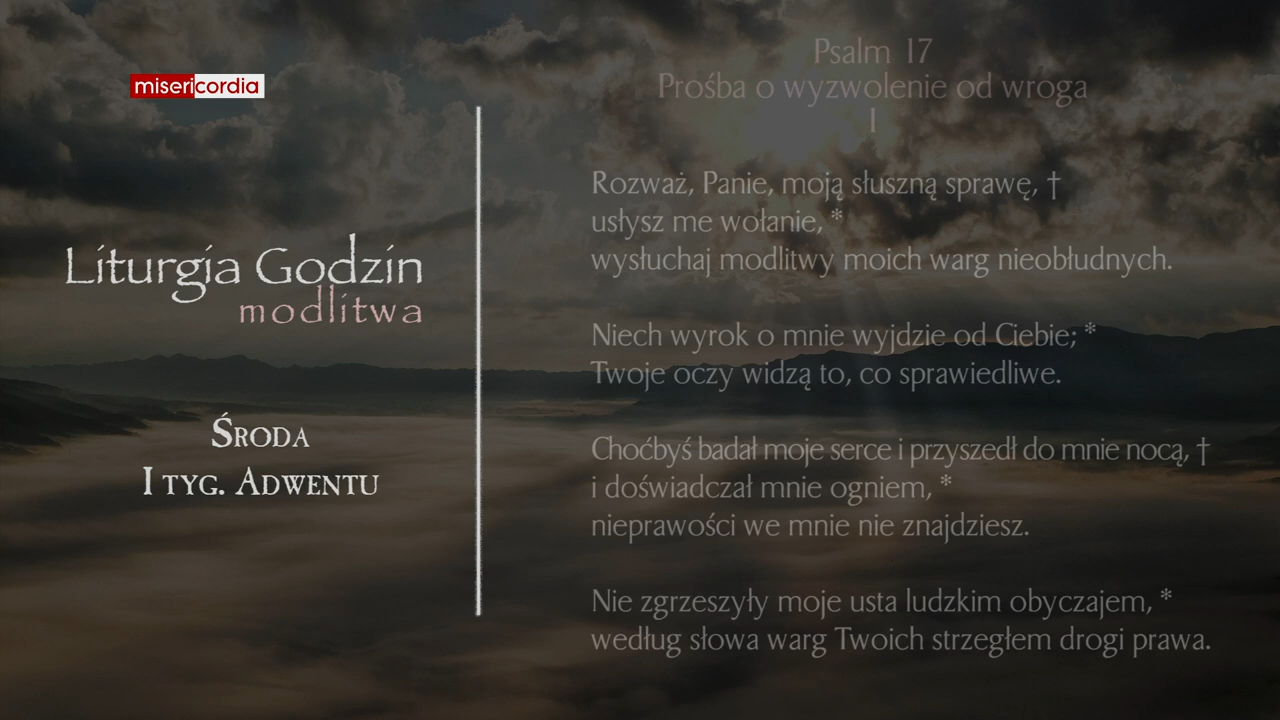 misericordia
Liturgia Godzin
modlitwa
Środa
I tyg. Adwentu
Psalm 17
Prośba o wyzwolenie od wroga
I
Rozważ, Panie, moją słuszną sprawę, †
usłysz me wołanie, *
wysłuchaj modlitwy moich warg nieobłudnych.
Niech wyrok o mnie wyjdzie od Ciebie; *
Twoje oczy widzą to, co sprawiedliwe.
Choćbyś badał moje serce i przyszedł do mnie nocą, †
i doświadczał mnie ogniem, *
nieprawości we mnie nie znajdziesz.
Nie zgrzeszyły moje usta ludzkim obyczajem, *
według słowa warg Twoich strzegłem drogi prawa.